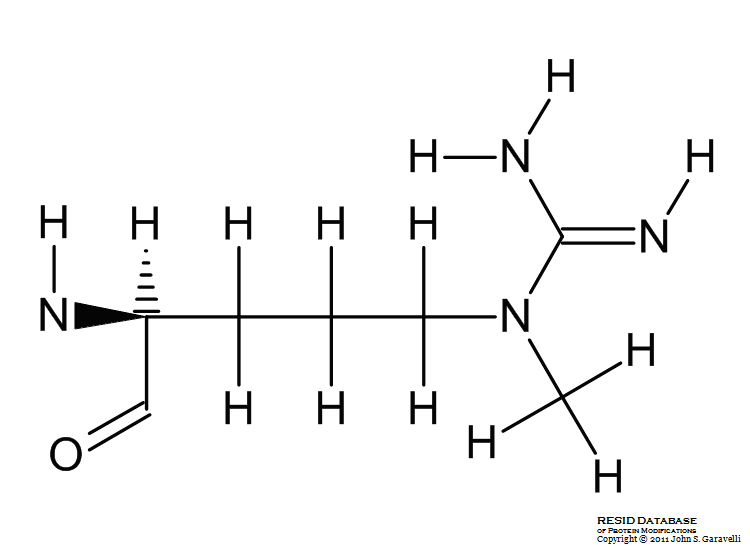 H
H — N
H
H
H
H
H
H
N
N
N
H
O
H
H
H
H
H
H
RESID DATABASE
OF PROTEIN MODIFICATIONS
Copyright © 2011 John S. Garavelli